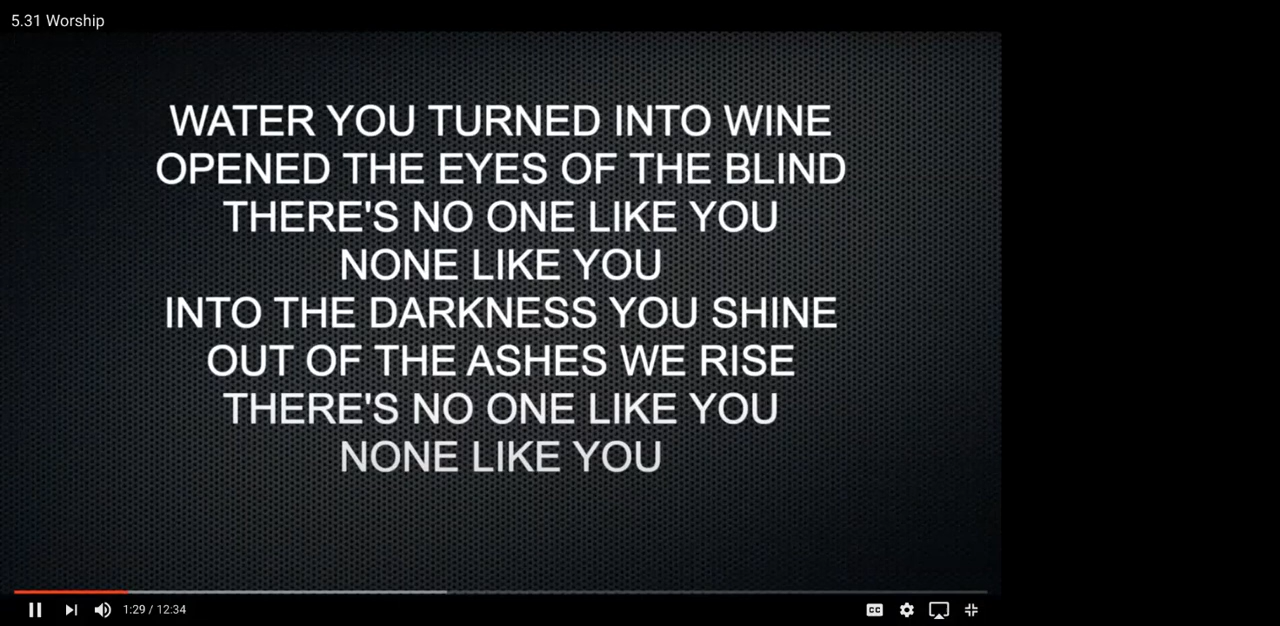 5.31 Worship
WATER YOU TURNED INTO WINE
OPENED THE EYES OF THE BLIND
THERE'S NO ONE LIKE YOU
NONE LIKE YOU
INTO THE DARKNESS YOU SHINE
OUT OF THE ASHES WE RISE
THERE'S NO ONE LIKE YOU
NONE LIKE YOU
1:29 / 12:34 CC